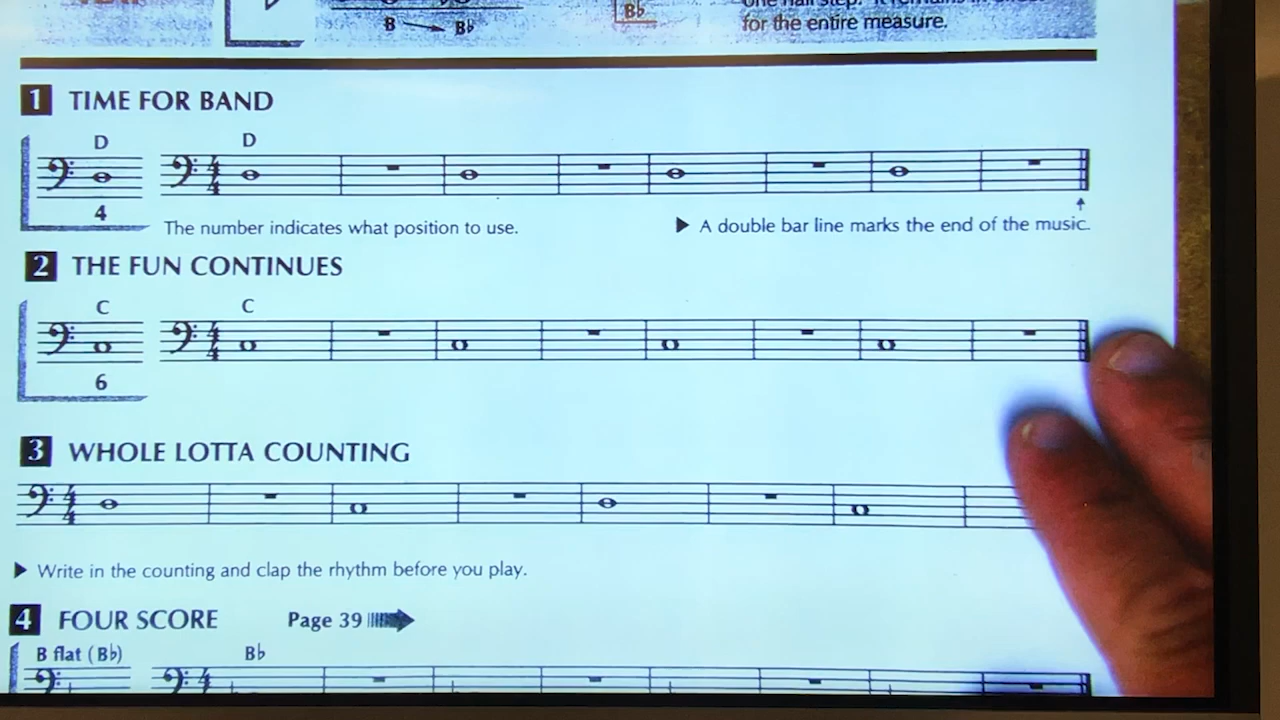 B B♭
B♭
for the entire measure.
1 TIME FOR BAND
D D
4
The number indicates what position to use. ▶ A double bar line marks the end of the music.
2 THE FUN CONTINUES
C C
6
3 WHOLE LOTTA COUNTING
▶ Write in the counting and clap the rhythm before you play.
4 FOUR SCORE Page 39
B flat (B♭) B♭